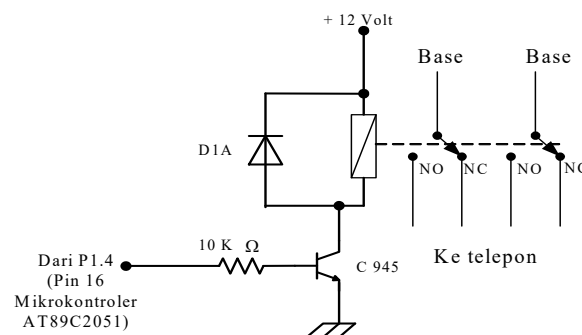 + 12 Volt
Base
Base
D1A
NO
NC
NO
NC
10 K Ω
C 945
Ke telepon
Dari P1.4
(Pin 16
Mikrokontroler
AT89C2051)